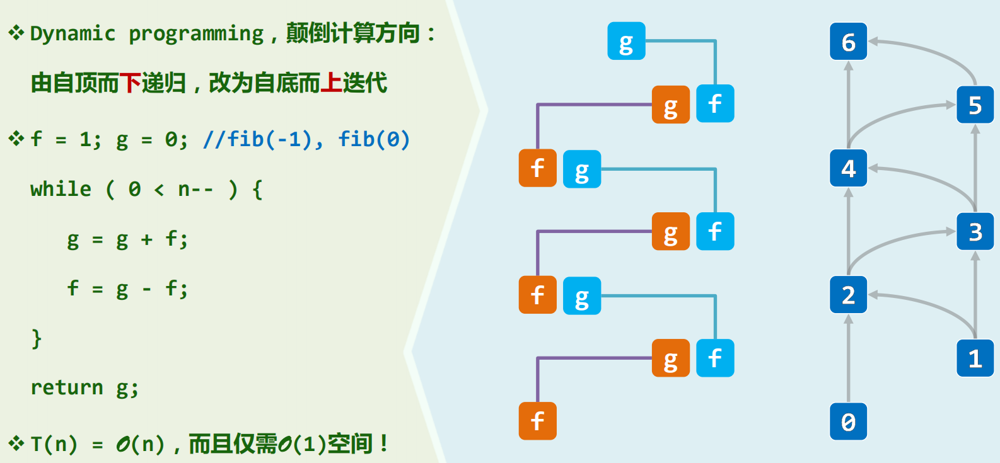 ❖ Dynamic programming，颠倒计算方向：
由自顶而下递归，改为自底而上迭代
❖ f = 1; g = 0; //fib(-1), fib(0)
while ( 0 < n-- ) {
g = g + f;
f = g - f;
}
return g;
❖ T(n) = 𝒪(n)，而且仅需𝒪(1)空间！
g
g f
f g
g f
f g
g f
f
6
5
4
3
2
1
0